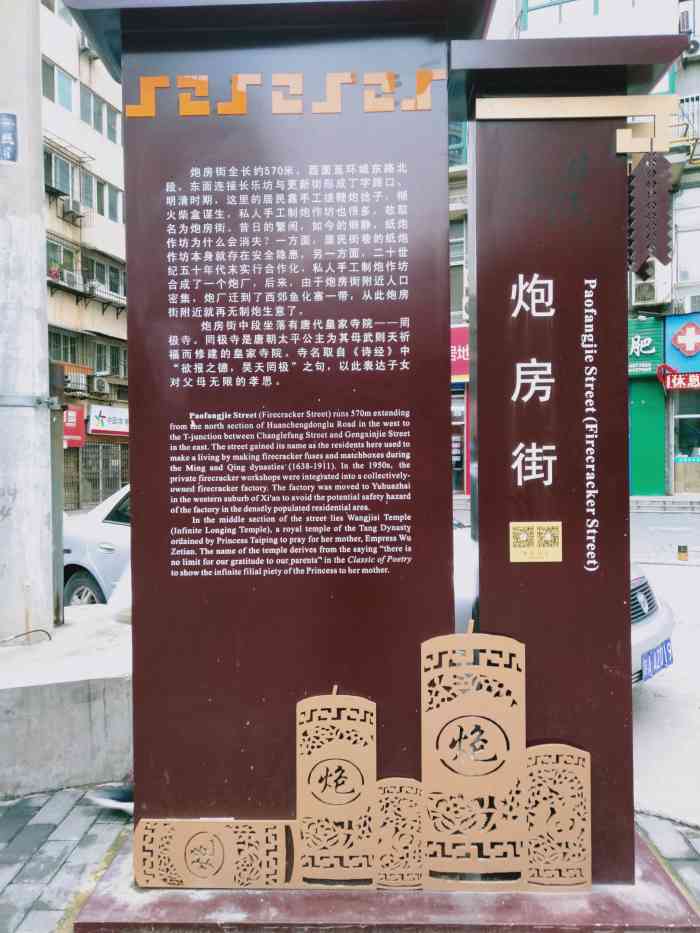 炮房街全长约570米,西面互环城东路北
段,东面连接长乐坊与更新街形成丁字路口。
明清时期,这里的居民靠手工搓鞭炮捻子,糊
火柴盒谋生,私人手工制炮作坊也很多,故取
名为炮房街。昔日的繁闹,如今的僻静。纸炮
作坊为什么会消失?一方面,居民街巷的纸炮
作坊本身就存在安全隐患,另一方面,二十世
纪五十年代末实行合作化,私人手工制炮作坊
合成了一个炮厂,后来,由于炮房街附近人口
密集,炮厂迁到了西郊鱼化寨一带,从此炮房
街附近就再无制炮生意了。
炮房街中段坐落有唐代皇家寺院——罔
极寺。罔极寺是唐朝太平公主为其母武则天祈
福而修建的皇家寺院,寺名取自《诗经》中
“欲报之德,昊天罔极”之句,以此表达子女
对父母无限的孝思。
Paofangjie Street (Firecracker Street) runs 570m extending
from the north section of Huanchengdonglu Road in the west to
the T-junction between Changlefang Street and Gengxinjie Street
in the east. The street gained its name as the residents here used to
make a living by making firecracker fuses and matchboxes during
the Ming and Qing dynasties (1638-1911). In the 1950s, the
private firecracker workshops were integrated into a collectively-
owned firecracker factory. The factory was moved to Yuhuazhai
in the western suburb of Xi'an to avoid the potential safety hazard
of the factory in the densely populated residential area.
In the middle section of the street lies Wangjisi Temple
(Infinite Longing Temple), a royal temple of the Tang Dynasty
ordained by Princess Taiping to pray for her mother, Empress Wu
Zetian. The name of the temple derives from the saying "there is
no limit for our gratitude to our parents" in the Classic of Poetry
to show the infinite filial piety of the Princess to her mother.
炮房街
Paofangjie Street (Firecracker Street)
炮
炮
炮
肥